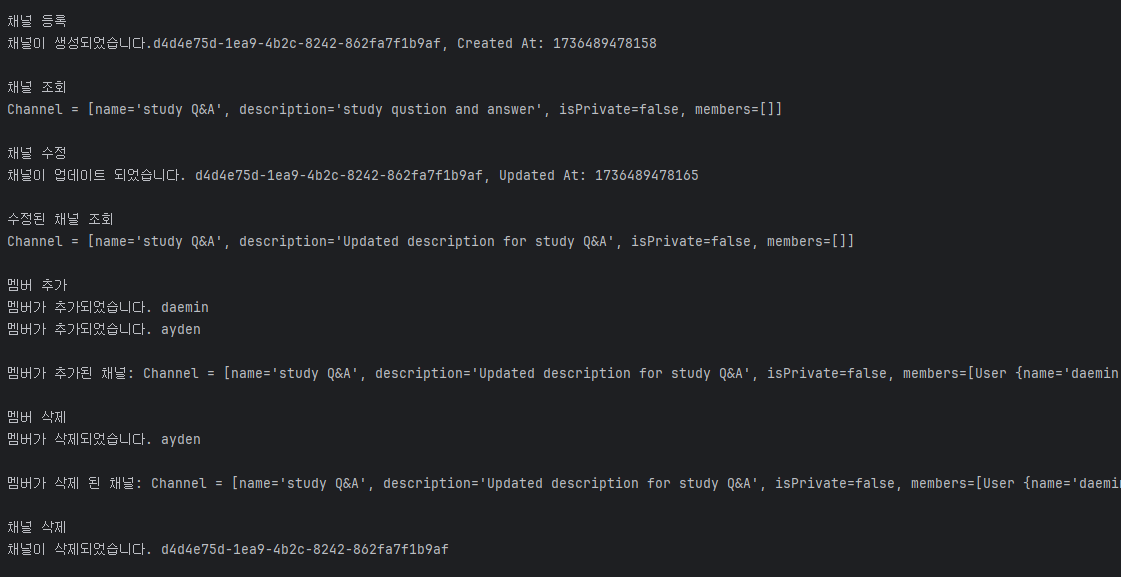 채널 등록
채널이 생성되었습니다.d4d4e75d-1ea9-4b2c-8242-862fa7f1b9af, Created At: 1736489478158
채널 조회
Channel = [name='study Q&A', description='study qustion and answer', isPrivate=false, members=[]]
채널 수정
채널이 업데이트 되었습니다. d4d4e75d-1ea9-4b2c-8242-862fa7f1b9af, Updated At: 1736489478165
수정된 채널 조회
Channel = [name='study Q&A', description='Updated description for study Q&A', isPrivate=false, members=[]]
멤버 추가
멤버가 추가되었습니다. daemin
멤버가 추가되었습니다. ayden
멤버가 추가된 채널: Channel = [name='study Q&A', description='Updated description for study Q&A', isPrivate=false, members=[User {name='daemin
멤버 삭제
멤버가 삭제되었습니다. ayden
멤버가 삭제 된 채널: Channel = [name='study Q&A', description='Updated description for study Q&A', isPrivate=false, members=[User {name='daemin
채널 삭제
채널이 삭제되었습니다. d4d4e75d-1ea9-4b2c-8242-862fa7f1b9af